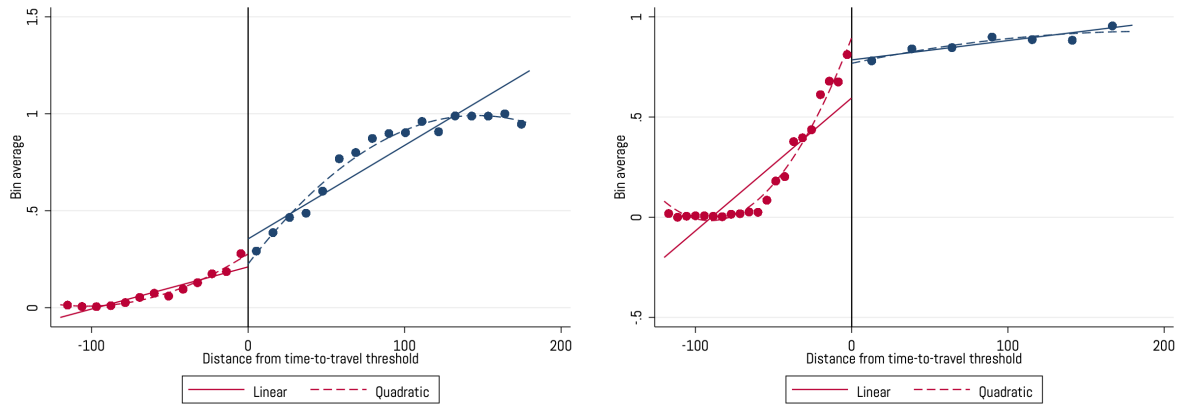 1.5
1
.5
0
Bin average
-100
0
100
200
Distance from time-to-travel threshold
Linear
Quadratic
1
.5
0
-.5
Bin average
-100
0
100
200
Distance from time-to-travel threshold
Linear
Quadratic